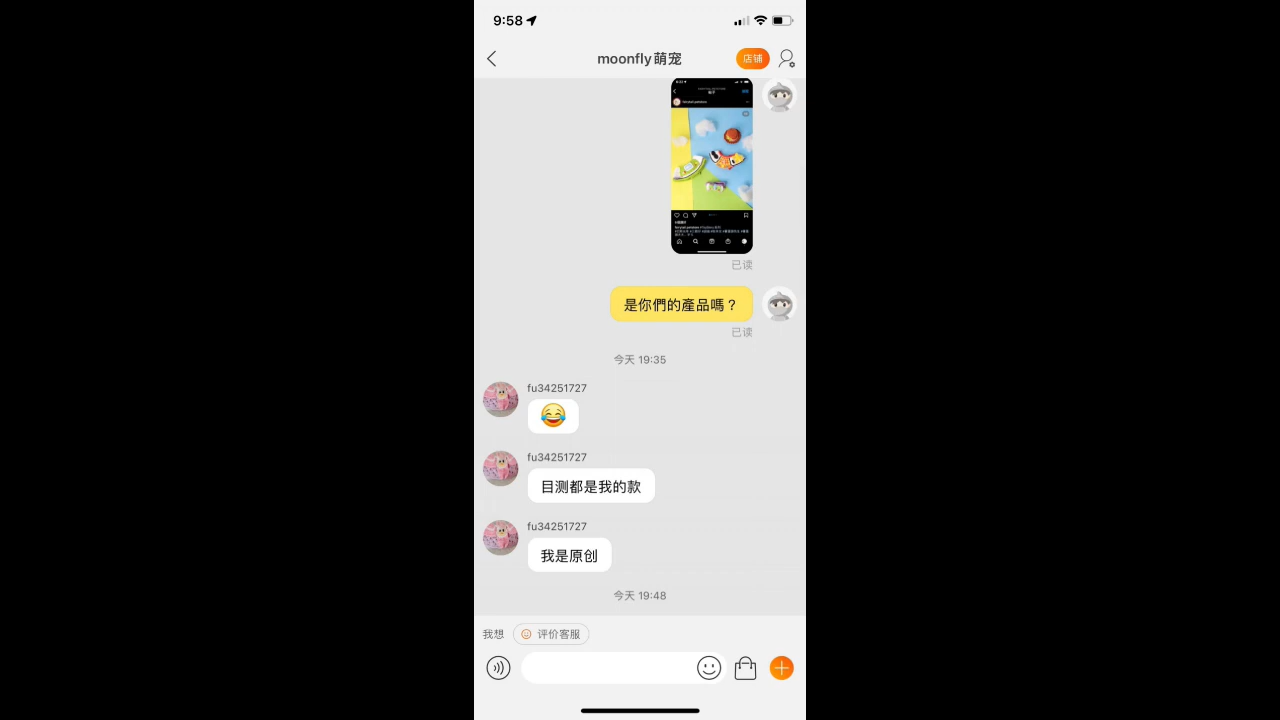 9:58
moonfly萌宠
店铺
已读
是你們的產品嗎？
已读
今天 19:35
fu34251727
fu34251727
目测都是我的款
fu34251727
我是原创
今天 19:48
我想
评价客服